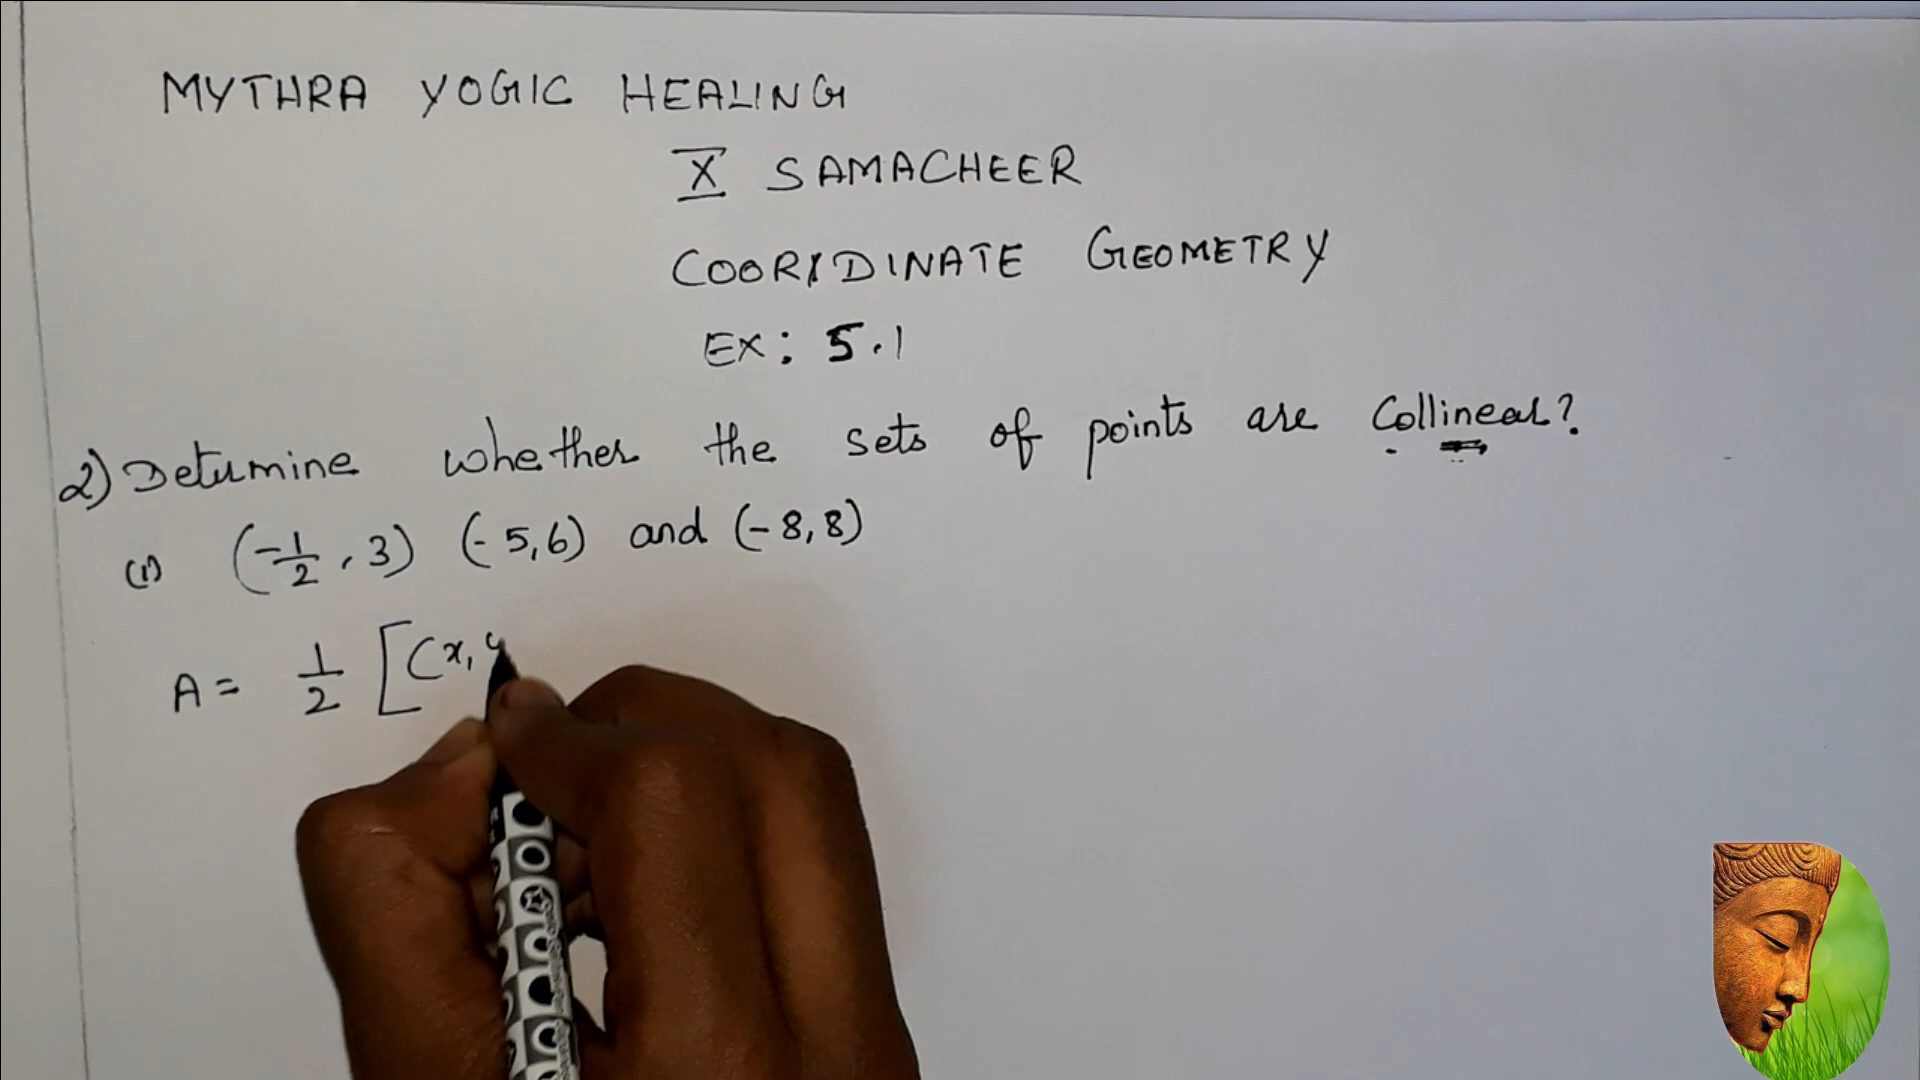 MYTHRA YOGIC HEALING
X SAMACHEER
COORDINATE GEOMETRY
EX: 5.1
2) Determine whether the sets of points are Collinear?
(i) (-1/2, 3) (-5,6) and (-8,8)
A = 1/2 [(x, y